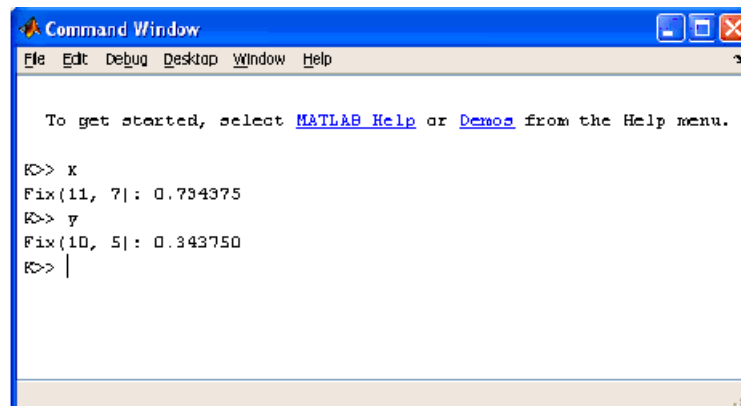 Command Window
File Edit Debug Desktop Window Help
To get started, select MATLAB Help or Demos from the Help menu.
K>> x
Fix(11, 7): 0.734375
K>> y
Fix(10, 5): 0.343750
K>>